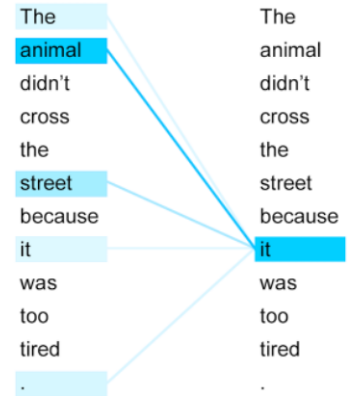 The
animal
didn't
cross
the
street
because
it
was
too
tired
.
The
animal
didn't
cross
the
street
because
it
was
too
tired
.